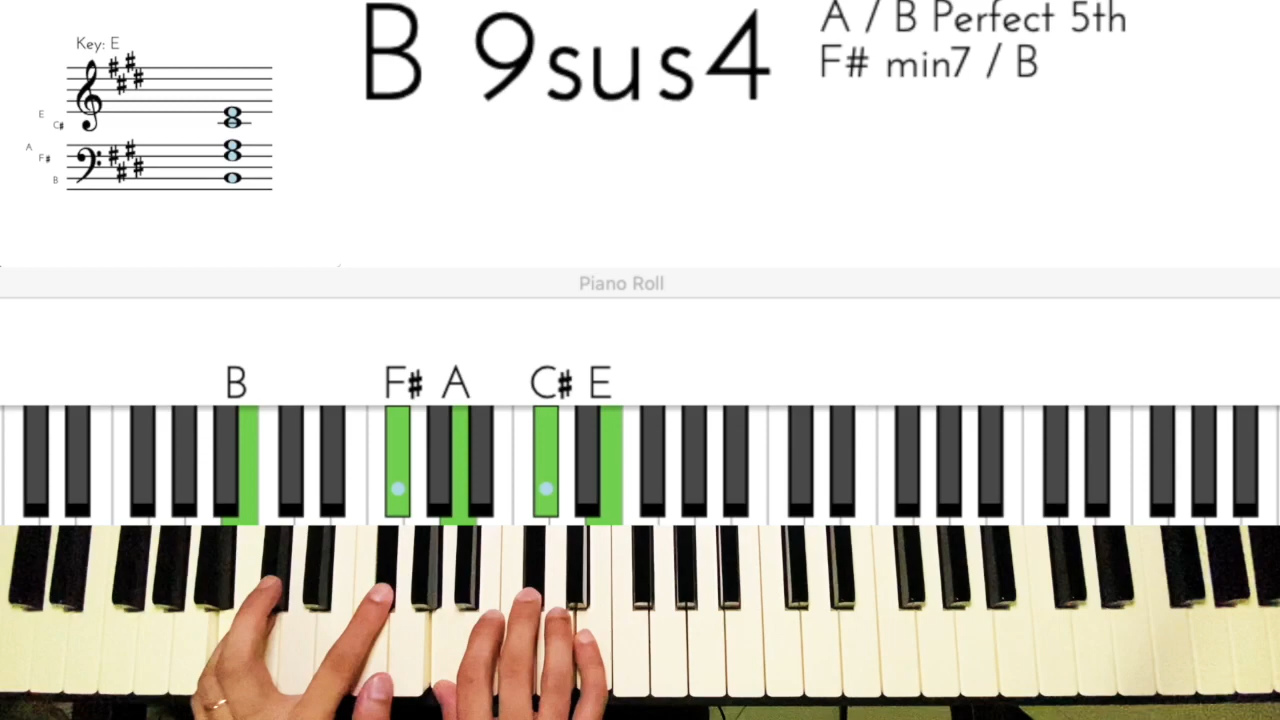 Key: E
B 9sus4
A / B Perfect 5th
F# min7 / B
E
C#
A
F#
B
Piano Roll
B F# A C# E